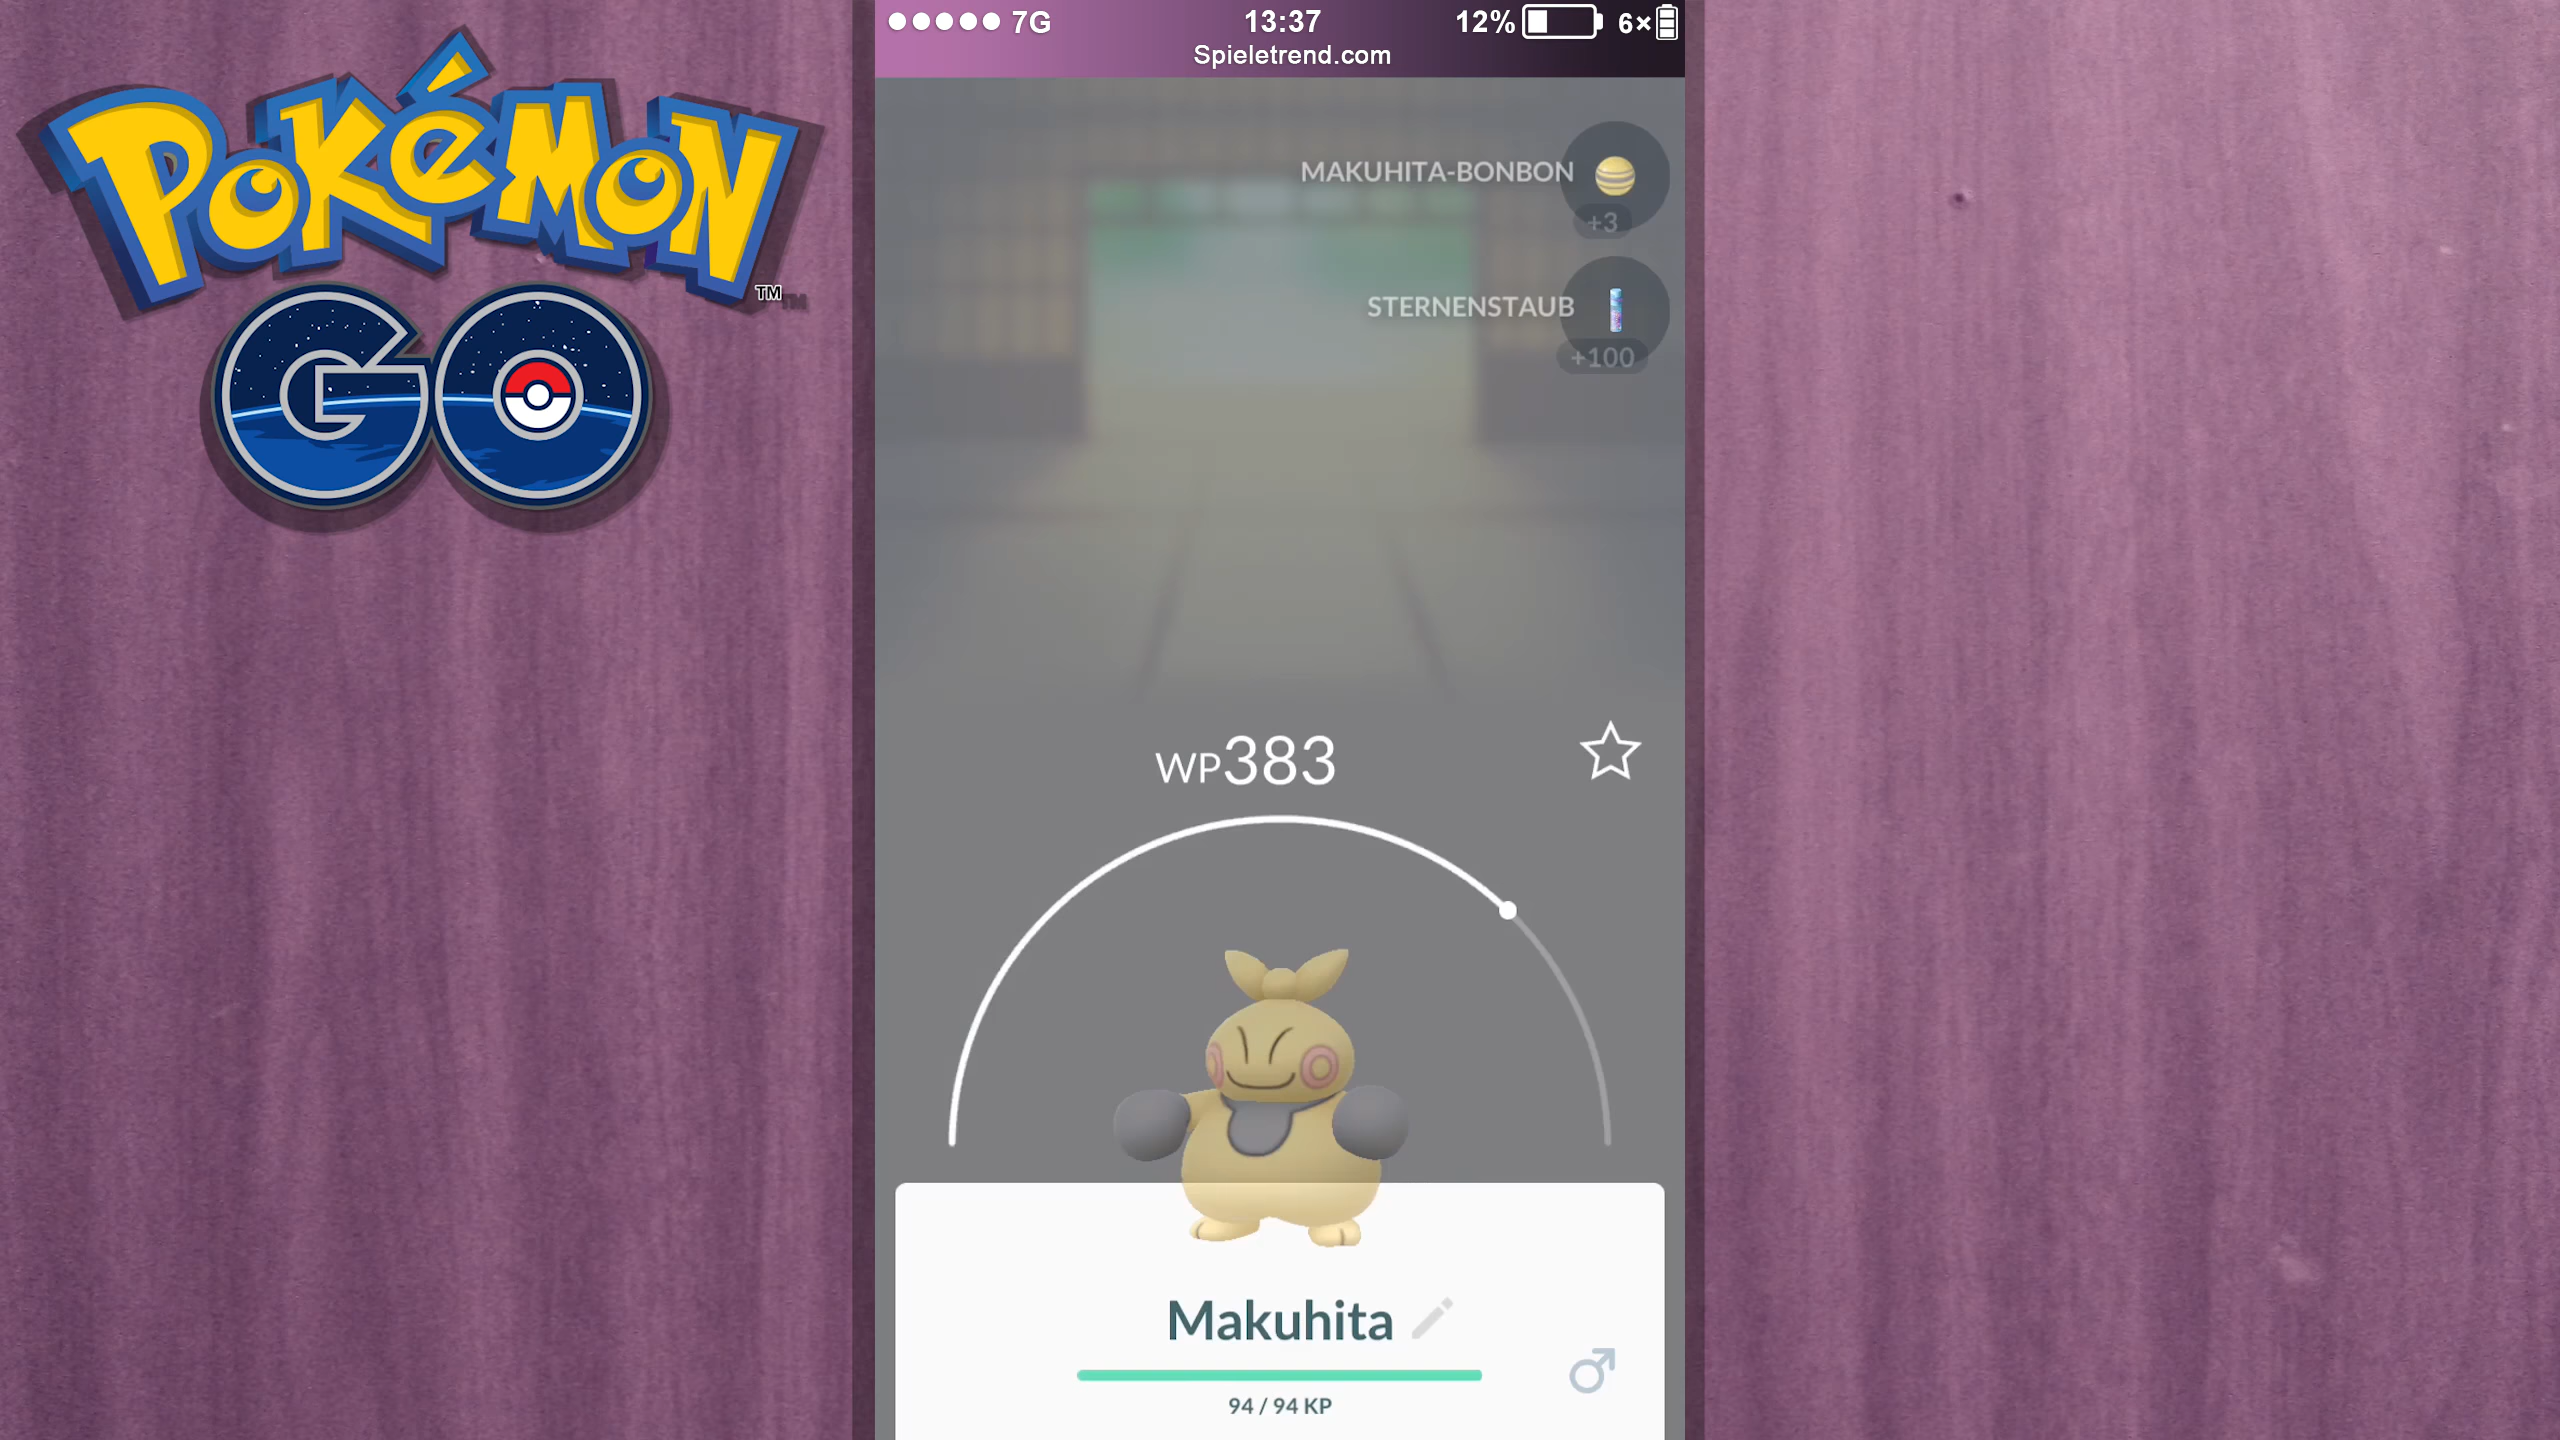 POKéMON
TM
GO
7G
13:37
12%
6×
Spieletrend.com
MAKUHITA-BONBON
+3
STERNENSTAUB
+100
WP383
Makuhita
94 / 94 KP